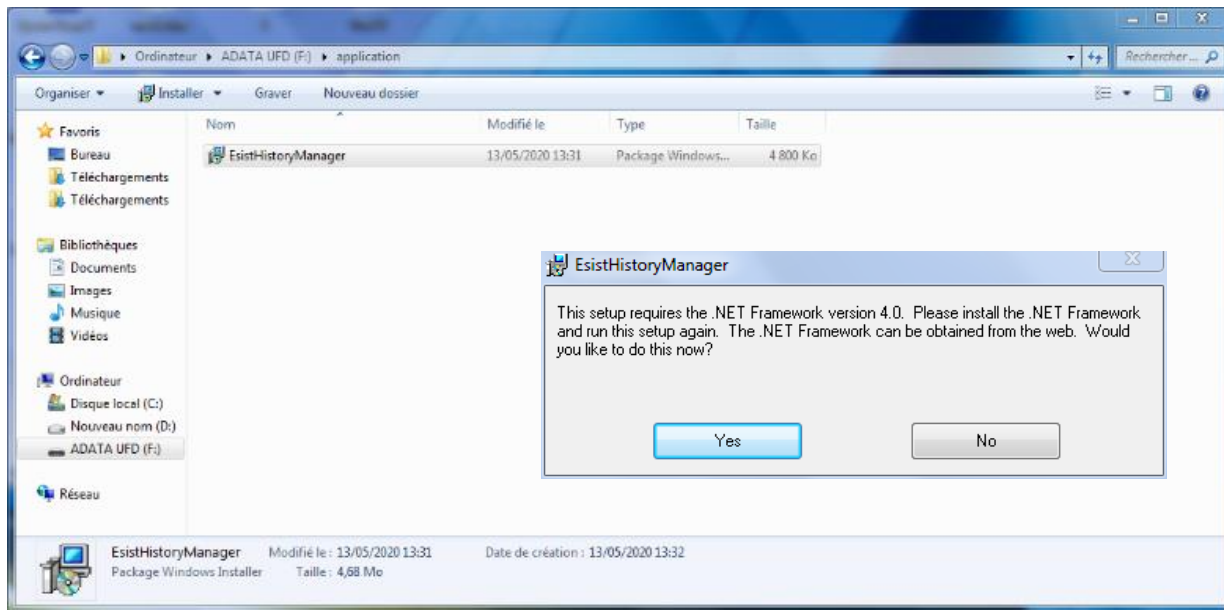 Ordinateur ▸ ADATA UFD (F:) ▸ application
Rechercher...
Organiser
Installer
Graver
Nouveau dossier
Favoris
Bureau
Téléchargements
Téléchargements
Bibliothèques
Documents
Images
Musique
Vidéos
Ordinateur
Disque local (C:)
Nouveau nom (D:)
ADATA UFD (F:)
Réseau
Nom Modifié le Type Taille
EsistHistoryManager 13/05/2020 13:31 Package Windows... 4 800 Ko
EsistHistoryManager
This setup requires the .NET Framework version 4.0. Please install the .NET Framework
and run this setup again. The .NET Framework can be obtained from the web. Would
you like to do this now?
Yes No
EsistHistoryManager Modifié le : 13/05/2020 13:31 Date de création : 13/05/2020 13:32
Package Windows Installer Taille : 4,68 Mo